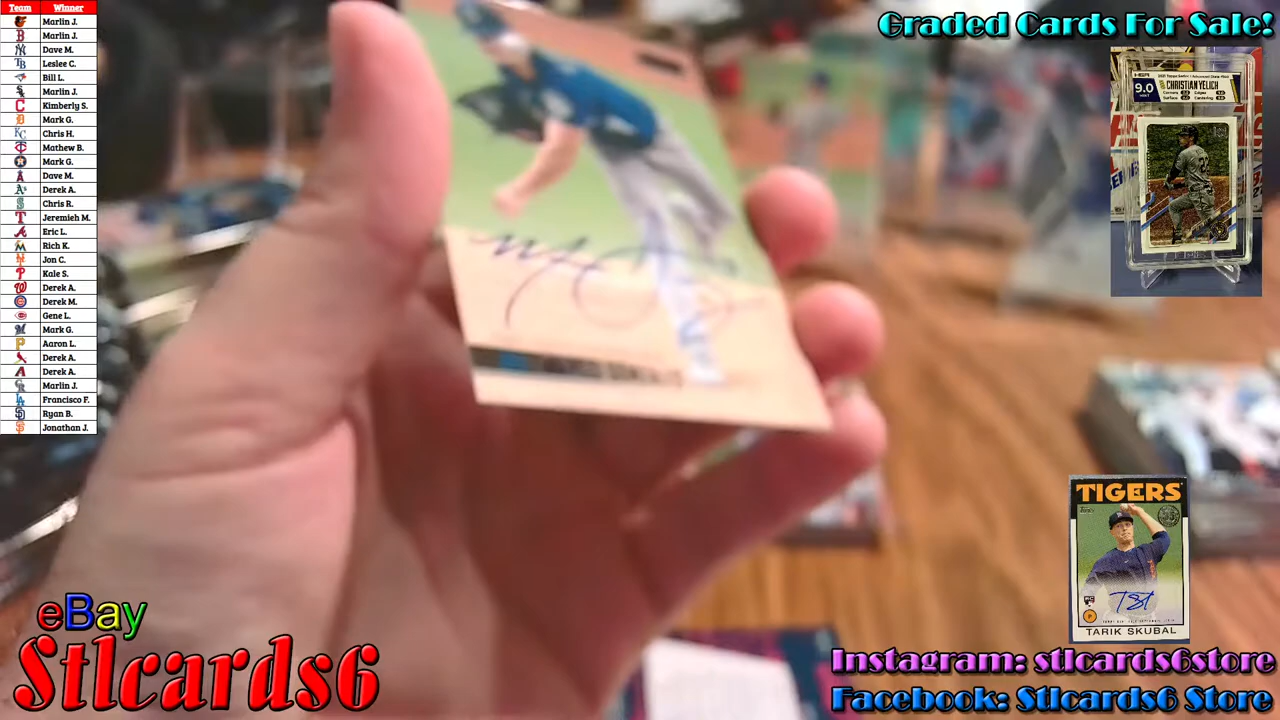 Team Winner
Marlin J.
Marlin J.
Dave M.
Leslee C.
Bill L.
Marlin J.
Kimberly S.
Mark G.
Chris H.
Mathew B.
Mark G.
Dave M.
Derek A.
Chris R.
Jeremieh M.
Eric L.
Rich K.
Jon C.
Kale S.
Derek A.
Derek M.
Gene L.
Mark G.
Aaron L.
Derek A.
Derek A.
Marlin J.
Francisco F.
Ryan B.
Jonathan J.
Graded Cards For Sale!
9.0
CHRISTIAN YELICH
TIGERS
TARIK SKUBAL
eBay
Stlcards6
Instagram: stlcards6store
Facebook: Stlcards6 Store